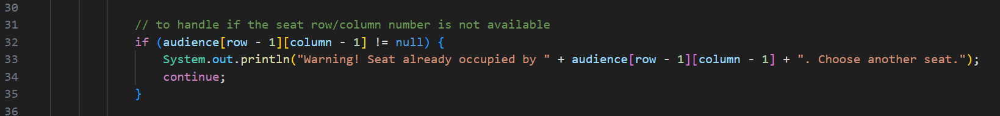 30
31 // to handle if the seat row/column number is not available
32 if (audience[row - 1][column - 1] != null) {
33 System.out.println("Warning! Seat already occupied by " + audience[row - 1][column - 1] + ". Choose another seat.");
34 continue;
35 }
36